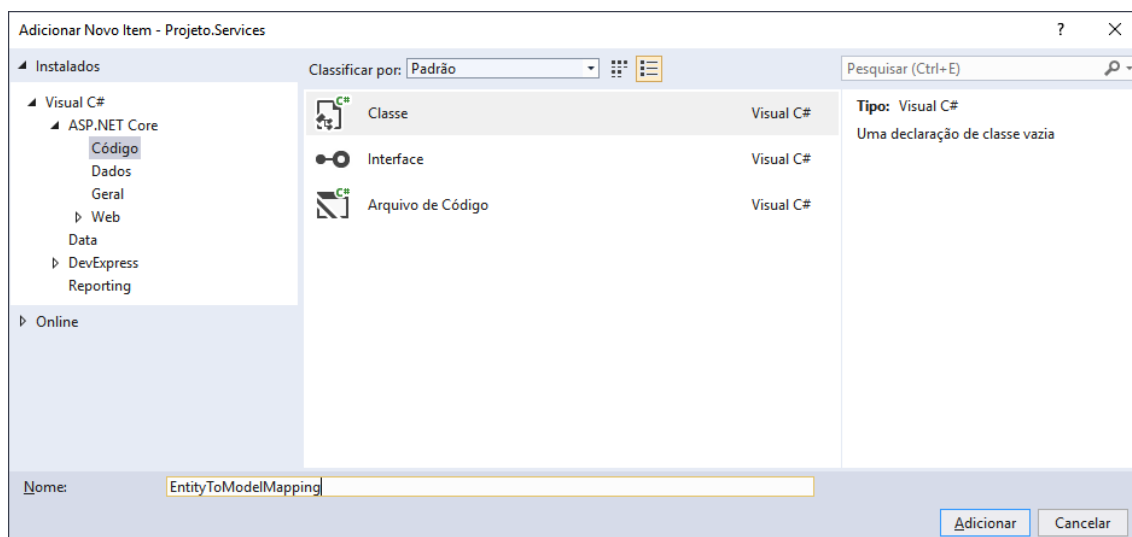 Adicionar Novo Item - Projeto.Services
?
Instalados
Classificar por: Padrão
Pesquisar (Ctrl+E)
Visual C#
ASP.NET Core
Código
Dados
Geral
Web
Data
DevExpress
Reporting
Online
C# Classe Visual C#
Interface Visual C#
C# Arquivo de Código Visual C#
Tipo: Visual C#
Uma declaração de classe vazia
Nome: EntityToModelMapping
Adicionar Cancelar